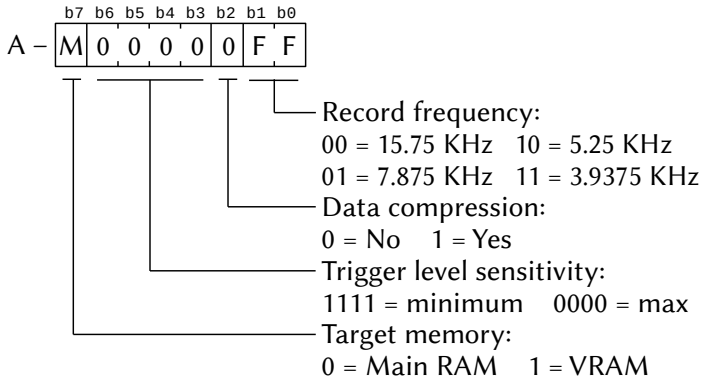 b7 b6 b5 b4 b3 b2 b1 b0
A – M 0 0 0 0 0 F F
Record frequency:
00 = 15.75 KHz 10 = 5.25 KHz
01 = 7.875 KHz 11 = 3.9375 KHz
Data compression:
0 = No 1 = Yes
Trigger level sensitivity:
1111 = minimum 0000 = max
Target memory:
0 = Main RAM 1 = VRAM